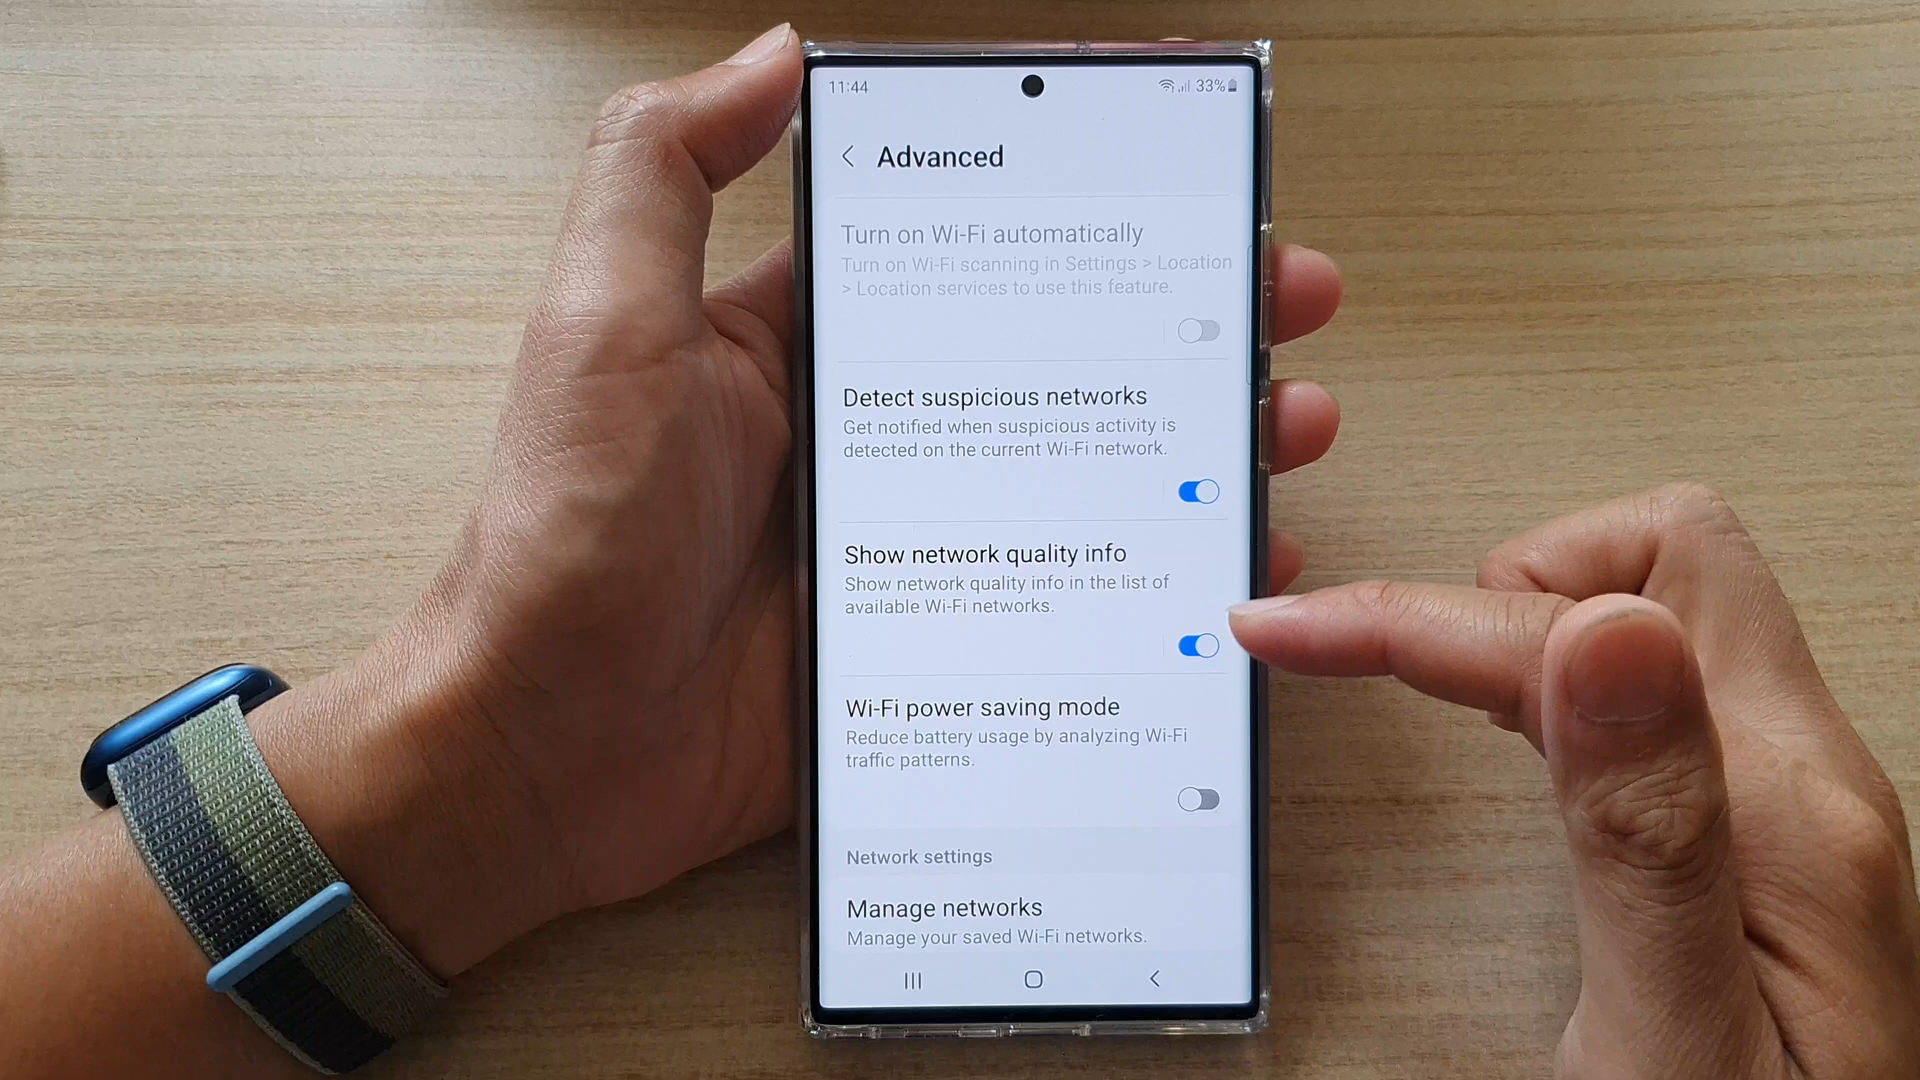 11:44
33%
Advanced
Turn on Wi-Fi automatically
Turn on Wi-Fi scanning in Settings > Location
> Location services to use this feature.
Detect suspicious networks
Get notified when suspicious activity is
detected on the current Wi-Fi network.
Show network quality info
Show network quality info in the list of
available Wi-Fi networks.
Wi-Fi power saving mode
Reduce battery usage by analyzing Wi-Fi
traffic patterns.
Network settings
Manage networks
Manage your saved Wi-Fi networks.